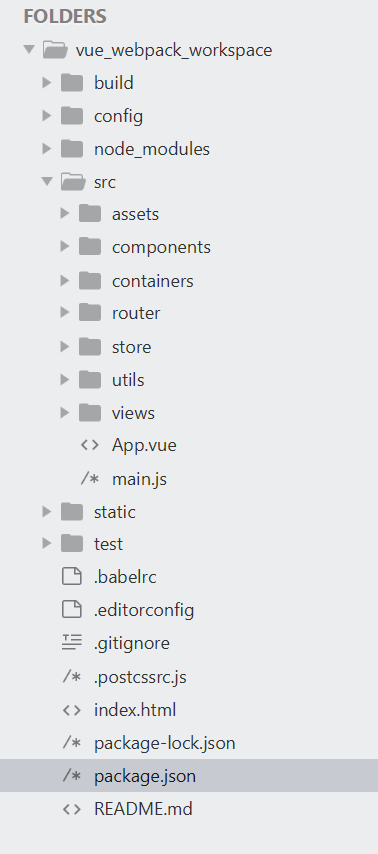 FOLDERS
vue_webpack_workspace
build
config
node_modules
src
assets
components
containers
router
store
utils
views
App.vue
main.js
static
test
.babelrc
.editorconfig
.gitignore
.postcssrc.js
index.html
package-lock.json
package.json
README.md